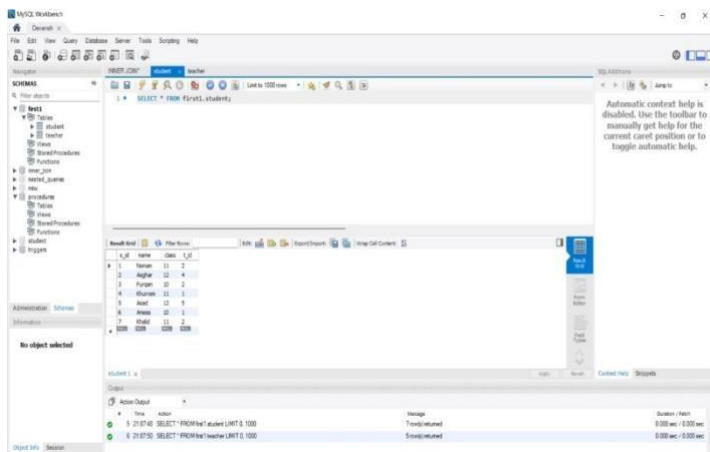 MySQL Workbench
Devansh x
File Edit View Query Database Server Tools Scripting Help
Navigator
SCHEMAS
Filter objects
first1
Tables
student
teacher
Views
Stored Procedures
Functions
inner_join
nested_queries
new
procedures
Tables
Views
Stored Procedures
Functions
student
triggers
Administration Schemas
Information
No object selected
Object Info Session
INNER JOIN* student x teacher
Limit to 1000 rows
1 SELECT * FROM first1.student;
Result Grid Filter Rows: Edit: Export/Import: Wrap Cell Content:
s_id name class t_id
1 Noman 11 2
2 Asghar 12 4
3 Furqan 10 2
4 Khurram 11 1
5 Asad 12 5
6 Anees 10 1
7 Khalid 11 2
NULL NULL NULL NULL
Result Grid
Form Editor
Field Types
student 1 x
Apply Revert
Output
Action Output
# Time Action Message Duration / Fetch
5 21:07:40 SELECT * FROM first1.student LIMIT 0, 1000 7 row(s) returned 0.000 sec / 0.000 sec
6 21:07:50 SELECT * FROM first1.teacher LIMIT 0, 1000 5 row(s) returned 0.000 sec / 0.000 sec
SQLAdditions
Jump to
Automatic context help is
disabled. Use the toolbar to
manually get help for the
current caret position or to
toggle automatic help.
Context Help Snippets